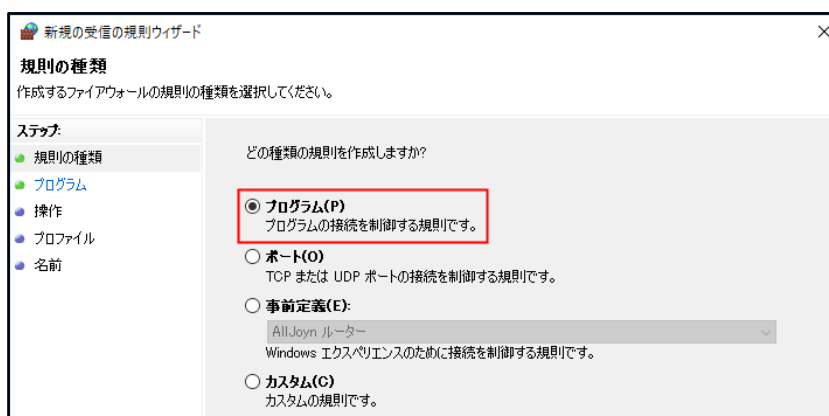 新規の受信の規則ウィザード
規則の種類
作成するファイアウォールの規則の種類を選択してください。
ステップ:
規則の種類
プログラム
操作
プロファイル
名前
どの種類の規則を作成しますか?
プログラム(P)
プログラムの接続を制御する規則です。
ポート(O)
TCP または UDP ポートの接続を制御する規則です。
事前定義(E):
AllJoyn ルーター
Windows エクスペリエンスのために接続を制御する規則です。
カスタム(C)
カスタムの規則です。